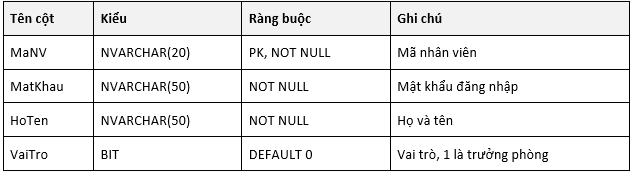 Tên cột Kiểu Ràng buộc Ghi chú
MaNV NVARCHAR(20) PK, NOT NULL Mã nhân viên
MatKhau NVARCHAR(50) NOT NULL Mật khẩu đăng nhập
HoTen NVARCHAR(50) NOT NULL Họ và tên
VaiTro BIT DEFAULT 0 Vai trò, 1 là trưởng phòng